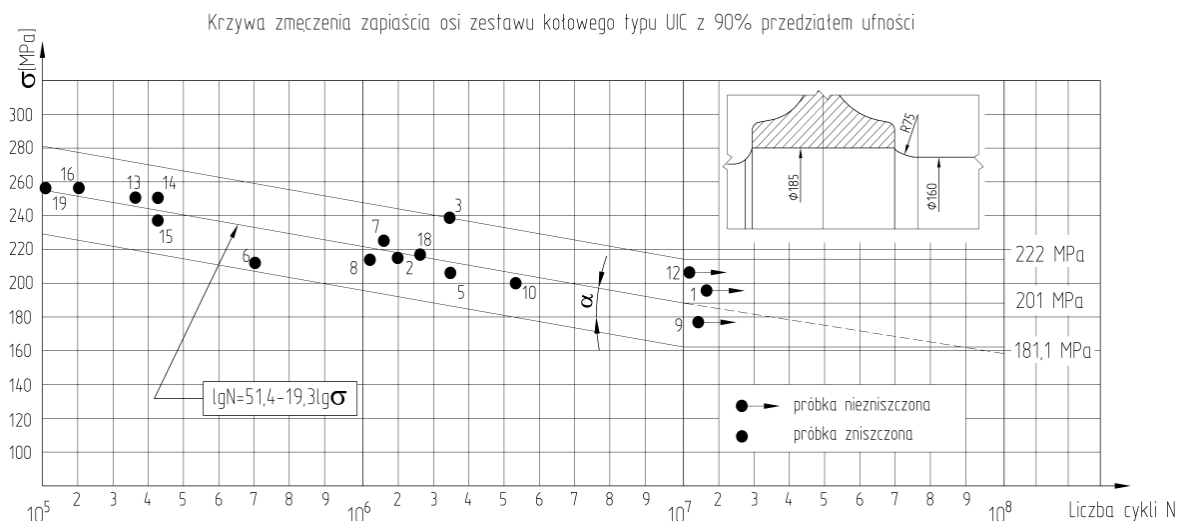 Krzywa zmęczenia zapiaścia osi zestawu kołowego typu UIC z 90% przedziałem ufności
σ[MPa]
300
280
260
240
220
200
180
160
140
120
100
16
19
13
14
15
6
7
8
2
18
3
5
10
12
1
9
α
lgN=51,4-19,3lgσ
R75
ϕ185
ϕ160
222 MPa
201 MPa
181,1 MPa
próbka niezniszczona
próbka zniszczona
10⁵ 2 3 4 5 7 9 10⁶ 2 3 4 5 6 7 8 9 10⁷ 2 3 4 5 6 7 8 9 10⁸
Liczba cykli N